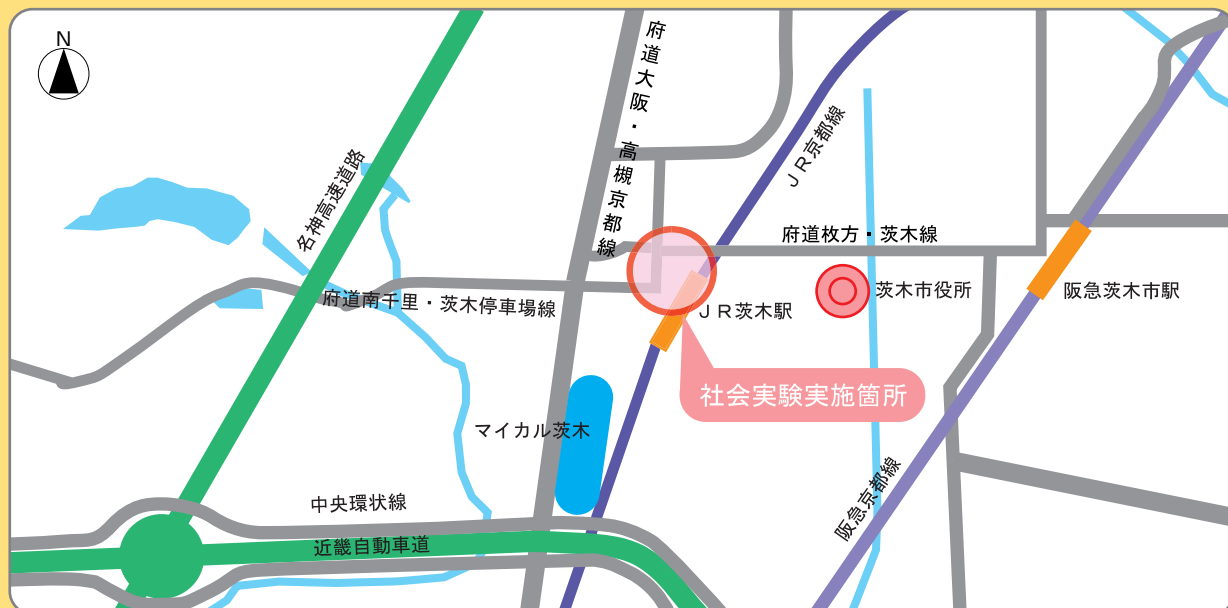 N
府道大阪・高槻京都線
ＪＲ京都線
名神高速道路
府道枚方・茨木線
府道南千里・茨木停車場線
ＪＲ茨木駅
茨木市役所
阪急茨木市駅
社会実験実施箇所
マイカル茨木
阪急京都線
中央環状線
近畿自動車道